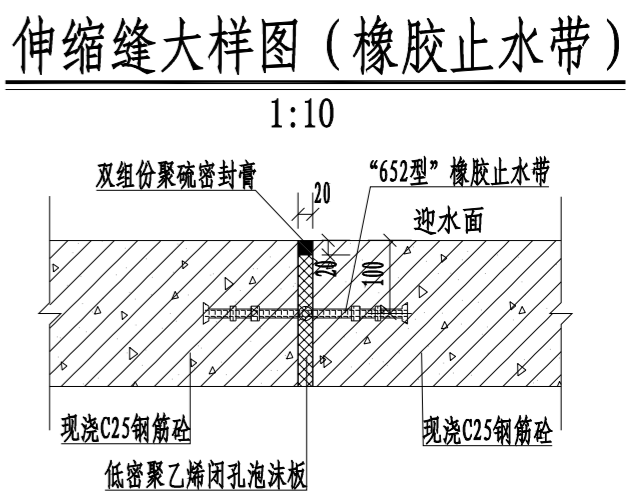 伸缩缝大样图（橡胶止水带）
1:10
双组份聚硫密封膏
“652型”橡胶止水带
20
迎水面
20
100
现浇C25钢筋砼
现浇C25钢筋砼
低密聚乙烯闭孔泡沫板